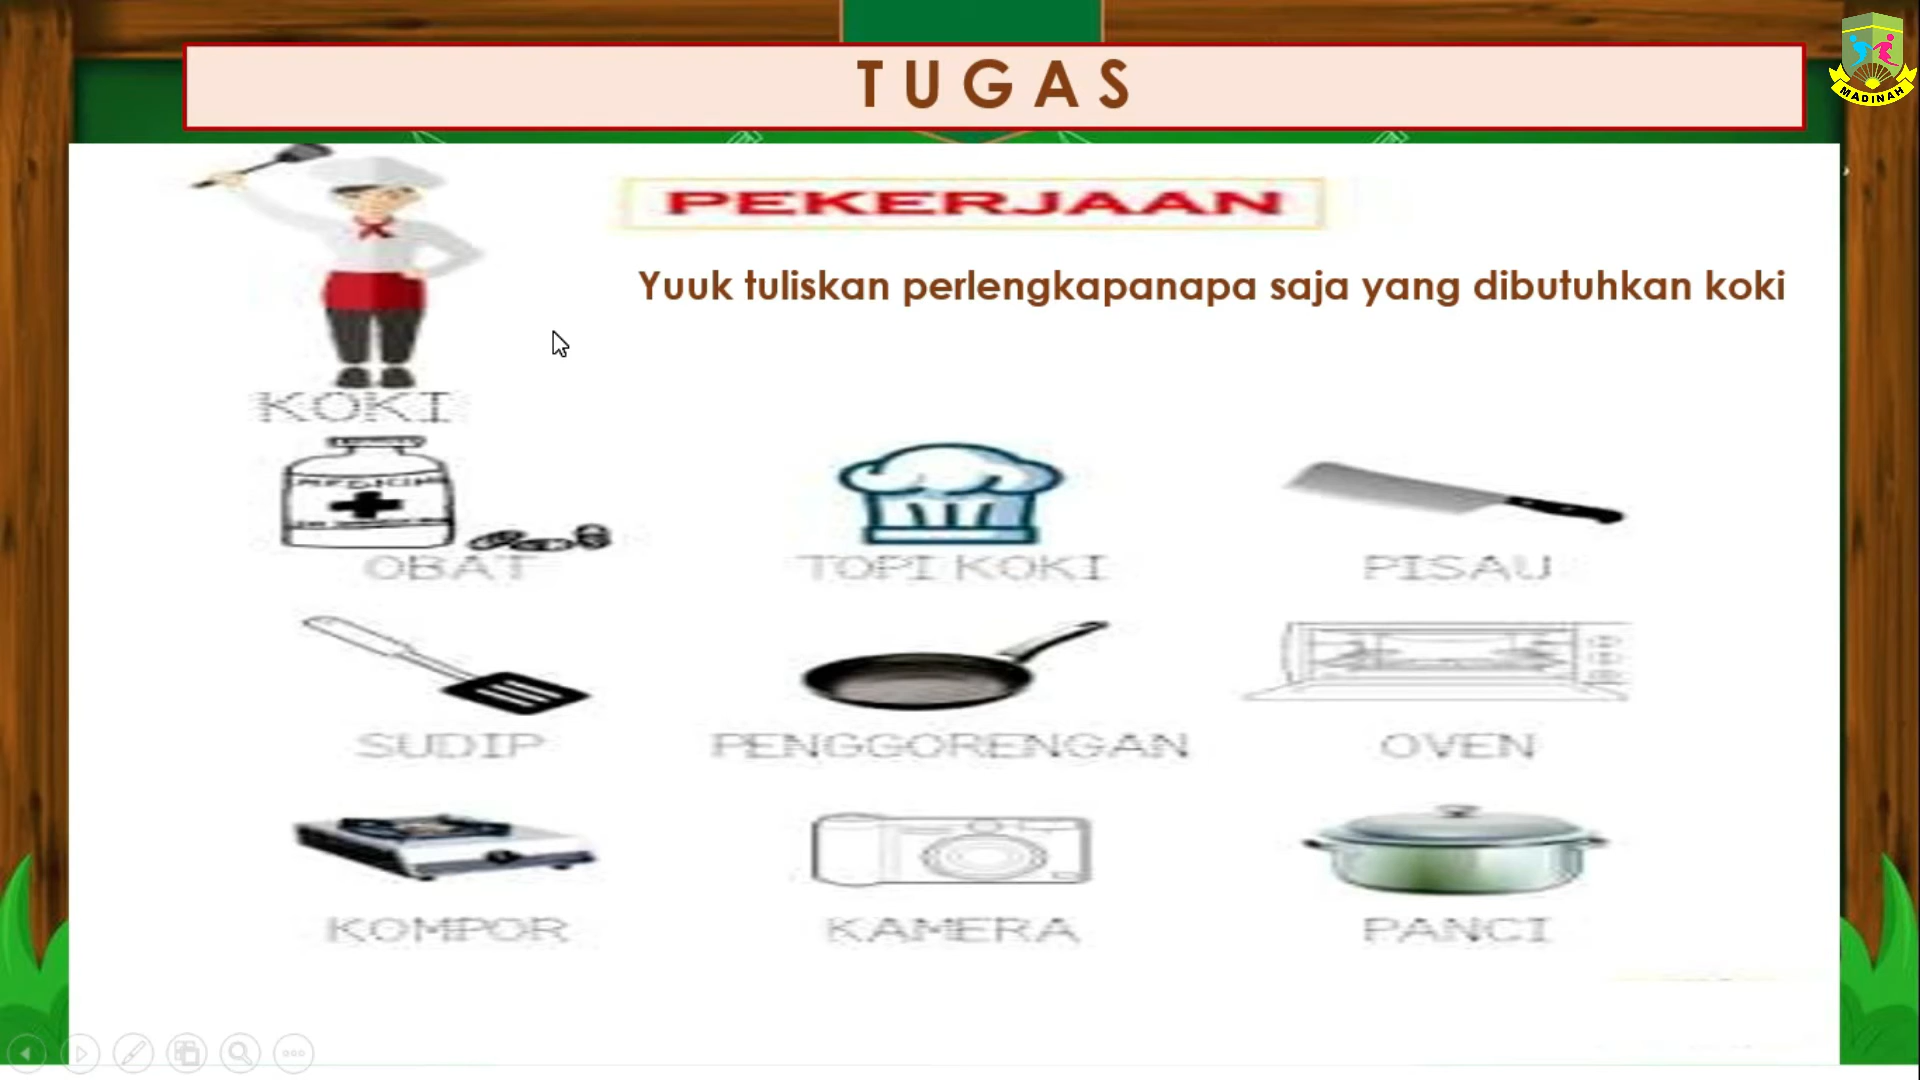 TUGAS
MADINAH
PEKERJAAN
Yuuk tuliskan perlengkapanapa saja yang dibutuhkan koki
KOKI
OBAT
TOPI KOKI
PISAU
SUDIP
PENGGORENGAN
OVEN
KOMPOR
KAMERA
PANCI